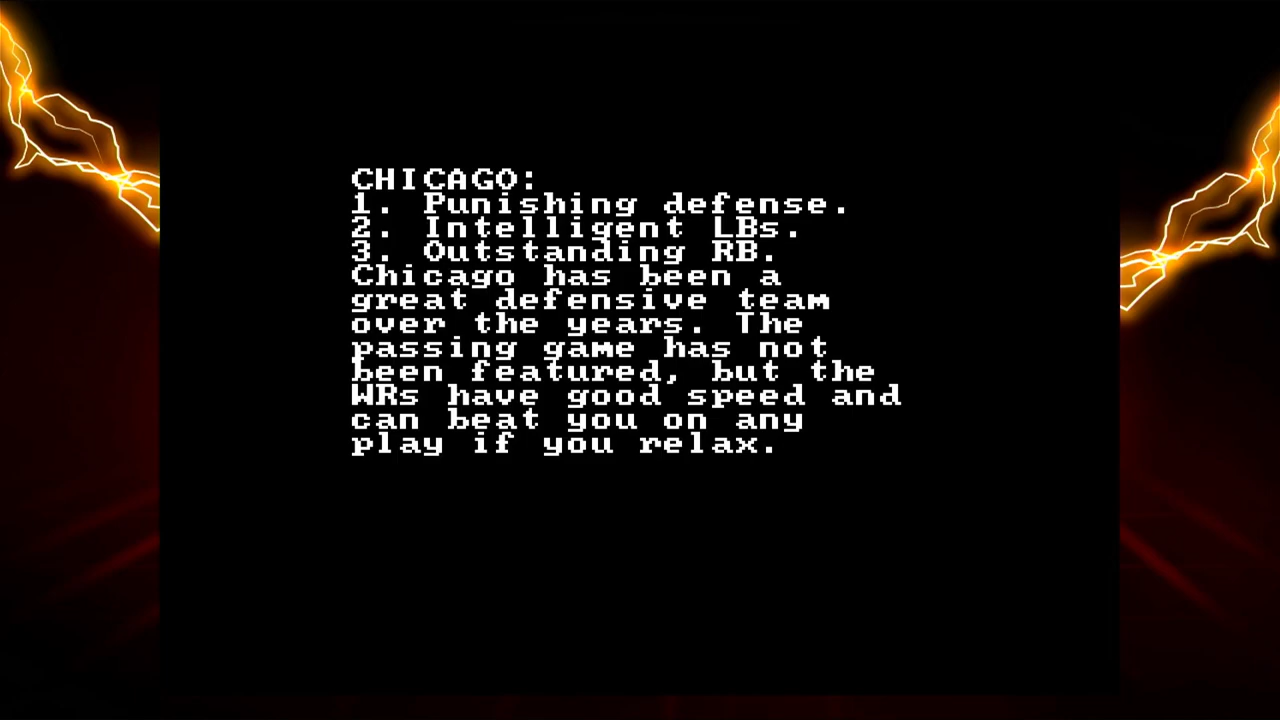 CHICAGO:
1. Punishing defense.
2. Intelligent LBs.
3. Outstanding RB.
Chicago has been a
great defensive team
over the years. The
passing game has not
been featured, but the
WRs have good speed and
can beat you on any
play if you relax.